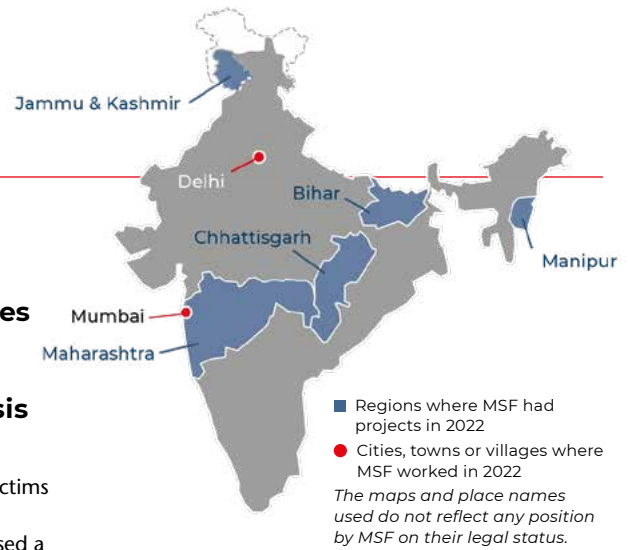 Jammu & Kashmir
Delhi
Bihar
Chhattisgarh
Manipur
Mumbai
Maharashtra
es
sis
ctims
sed a
Regions where MSF had
projects in 2022
Cities, towns or villages where
MSF worked in 2022
The maps and place names
used do not reflect any position
by MSF on their legal status.